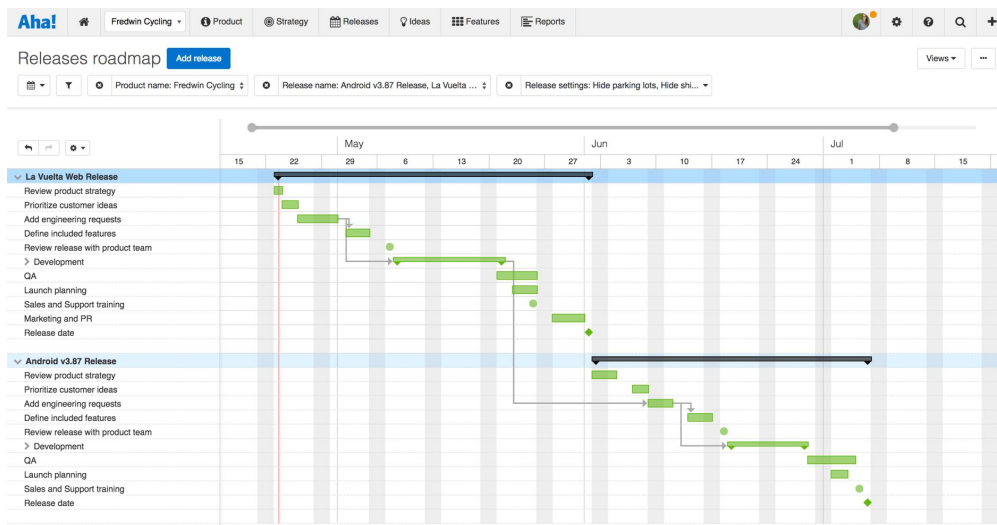 Aha! Fredwin Cycling Product Strategy Releases Ideas Features Reports
Releases roadmap Add release Views
Product name: Fredwin Cycling Release name: Android v3.87 Release, La Vuelta ... Release settings: Hide parking lots, Hide shi...
May Jun Jul
15 22 29 6 13 20 27 3 10 17 24 1 8 15
La Vuelta Web Release
Review product strategy
Prioritize customer ideas
Add engineering requests
Define included features
Review release with product team
Development
QA
Launch planning
Sales and Support training
Marketing and PR
Release date
Android v3.87 Release
Review product strategy
Prioritize customer ideas
Add engineering requests
Define included features
Review release with product team
Development
QA
Launch planning
Sales and Support training
Release date